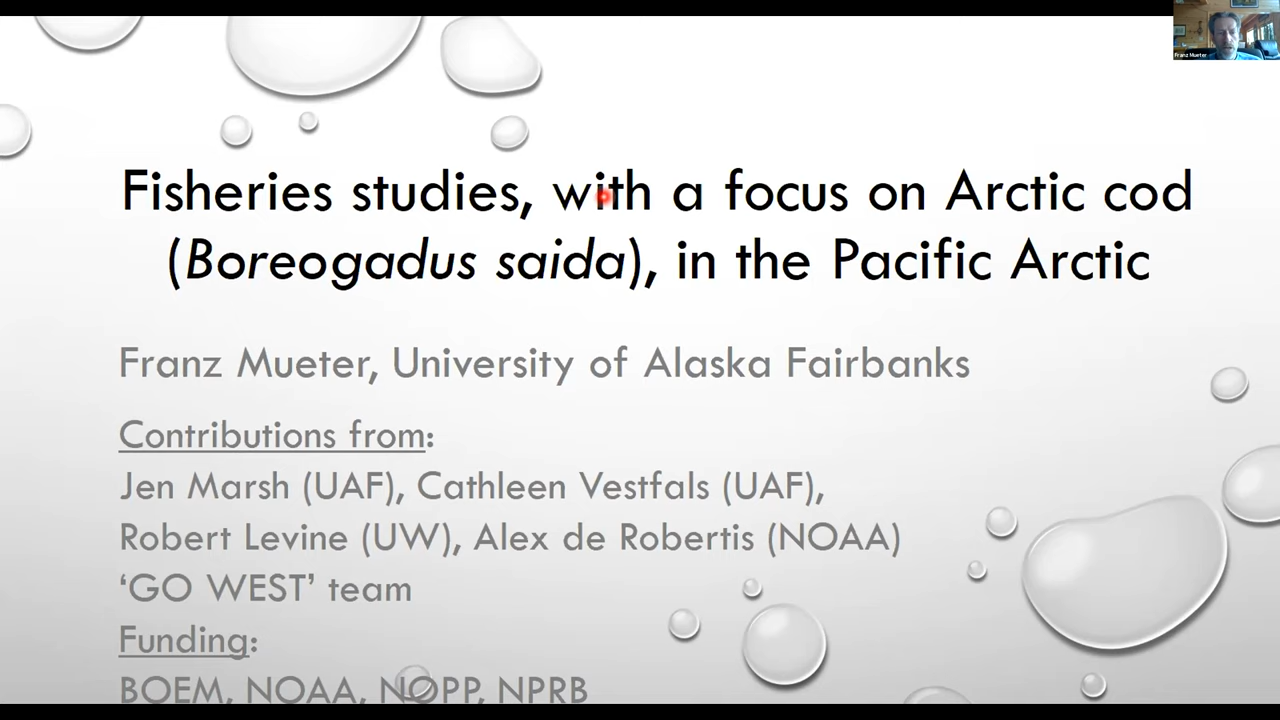 Franz Mueter
Fisheries studies, with a focus on Arctic cod
(Boreogadus saida), in the Pacific Arctic
Franz Mueter, University of Alaska Fairbanks
Contributions from:
Jen Marsh (UAF), Cathleen Vestfals (UAF),
Robert Levine (UW), Alex de Robertis (NOAA)
‘GO WEST’ team
Funding:
BOEM, NOAA, NOPP, NPRB